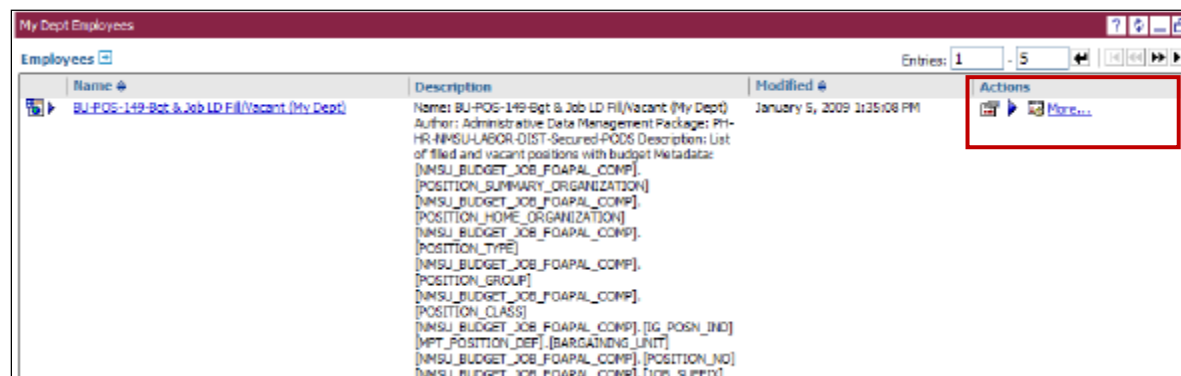 My Dept Employees ?
Employees Entries: 1 - 5
Name Description Modified Actions
BU-POS-149-Bgt & Job LD Fill/Vacant (My Dept) Name: BU-POS-149-Bgt & Job LD Fill/Vacant (My Dept) January 5, 2009 1:35:08 PM More...
Author: Administrative Data Management Package: PH-
HR-NMSU-LABOR-DIST-Secured-PODS Description: List
of filled and vacant positions with budget Metadata:
[NMSU_BUDGET_JOB_FOAPAL_COMP].
[POSITION_SUMMARY_ORGANIZATION]
[NMSU_BUDGET_JOB_FOAPAL_COMP].
[POSITION_HOME_ORGANIZATION]
[NMSU_BUDGET_JOB_FOAPAL_COMP].
[POSITION_TYPE]
[NMSU_BUDGET_JOB_FOAPAL_COMP].
[POSITION_GROUP]
[NMSU_BUDGET_JOB_FOAPAL_COMP].
[POSITION_CLASS]
[NMSU_BUDGET_JOB_FOAPAL_COMP].[IG_POSN_IND]
[MPT_POSITION_DEF].[BARGAINING_UNIT]
[NMSU_BUDGET_JOB_FOAPAL_COMP].[POSITION_NO]
[NMSU_BUDGET_JOB_FOAPAL_COMP].[JOB_SUFFIX]